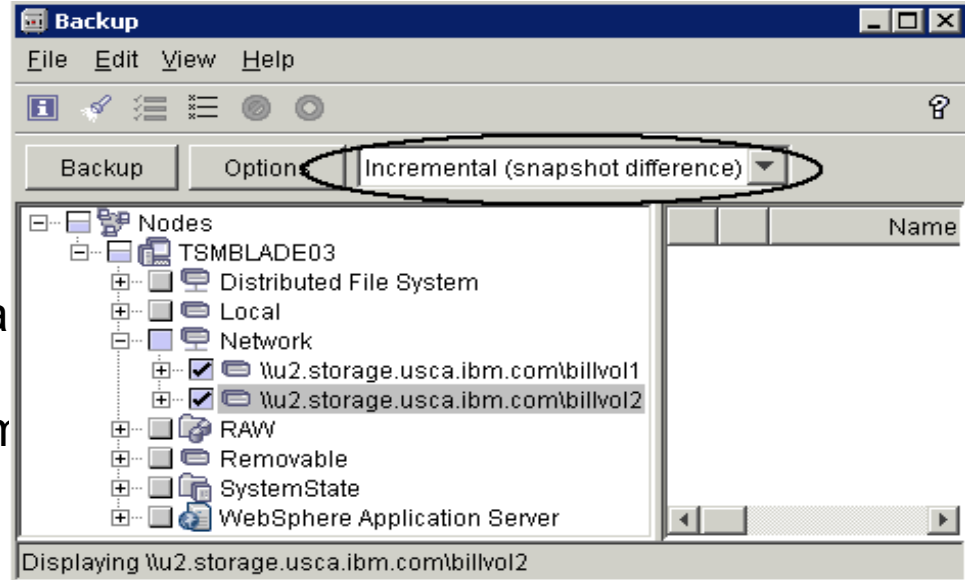 Backup
File Edit View Help
Backup Options Incremental (snapshot difference)
Nodes
Name
TSMBLADE03
Distributed File System
Local
a
Network
\\u2.storage.usca.ibm.com\billvol1
\\u2.storage.usca.ibm.com\billvol2
RAW
Removable
SystemState
WebSphere Application Server
Displaying \\u2.storage.usca.ibm.com\billvol2